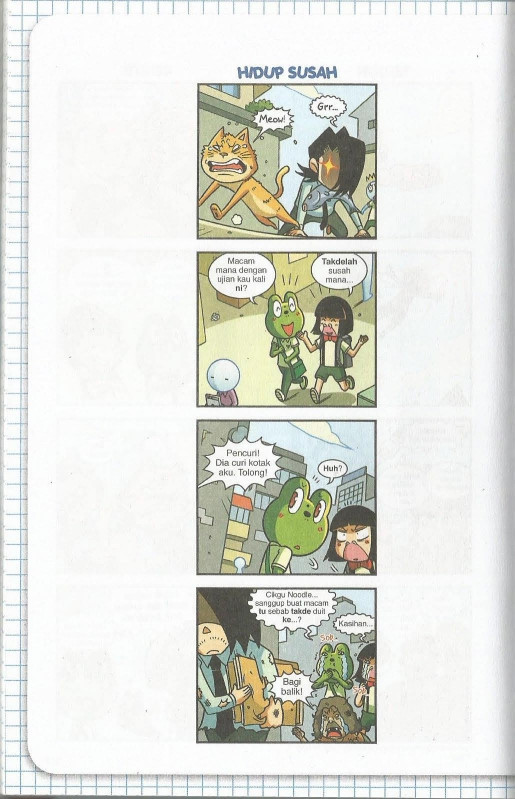 HIDUP SUSAH
Meow!
Grr...
Macam
mana dengan
ujian kau kali
ni?
Takdelah
susah
mana...
Pencuri!
Dia curi kotak
aku. Tolong!
Huh?
Cikgu Noodle...
sanggup buat macam
tu sebab takde duit
ke...?
Kasihan...
Sob..
Bagi
balik!